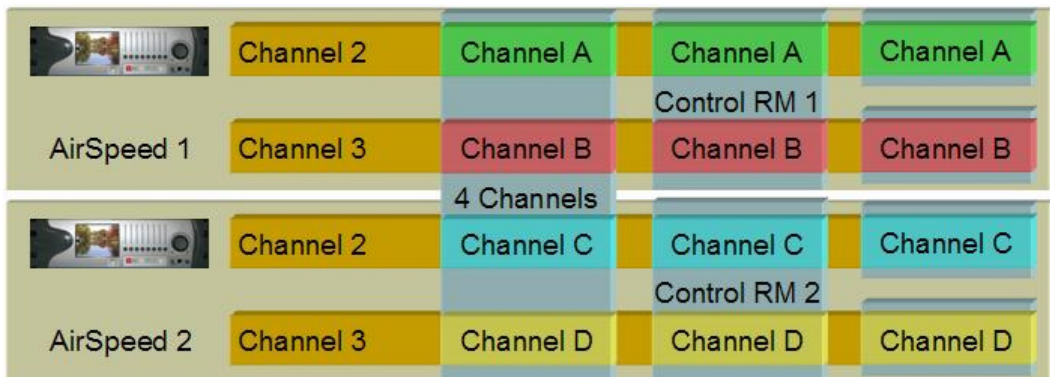 Channel 2 Channel A Channel A Channel A
Control RM 1
AirSpeed 1 Channel 3 Channel B Channel B Channel B
4 Channels
Channel 2 Channel C Channel C Channel C
Control RM 2
AirSpeed 2 Channel 3 Channel D Channel D Channel D